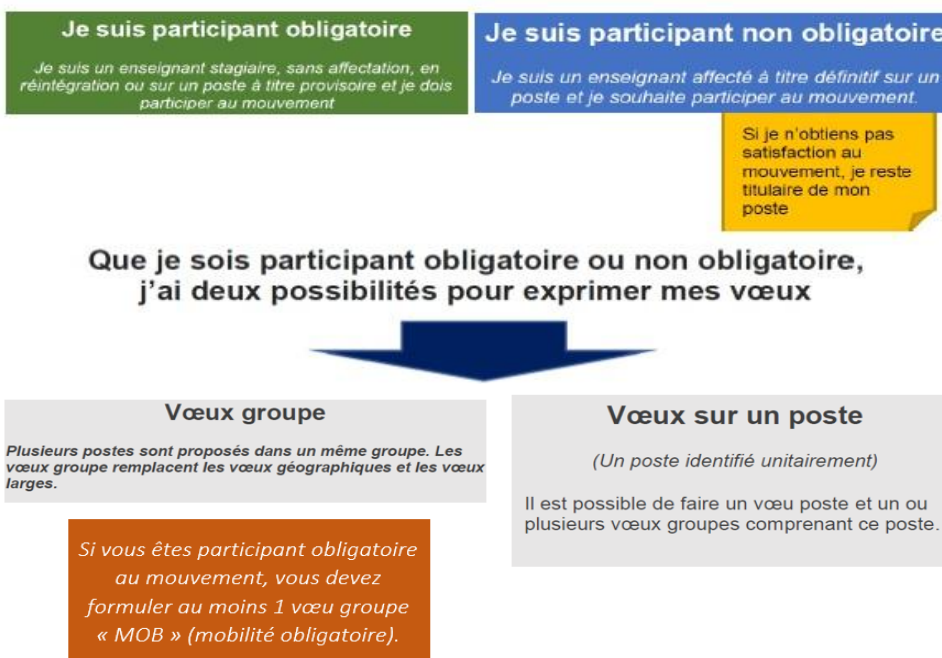 Je suis participant obligatoire
Je suis un enseignant stagiaire, sans affectation, en
réintégration ou sur un poste à titre provisoire et je dois
participer au mouvement
Je suis participant non obligatoire
Je suis un enseignant affecté à titre définitif sur un
poste et je souhaite participer au mouvement.
Si je n'obtiens pas
satisfaction au
mouvement, je reste
titulaire de mon
poste
Que je sois participant obligatoire ou non obligatoire,
j'ai deux possibilités pour exprimer mes vœux
Vœux groupe
Plusieurs postes sont proposés dans un même groupe. Les
vœux groupe remplacent les vœux géographiques et les vœux
larges.
Si vous êtes participant obligatoire
au mouvement, vous devez
formuler au moins 1 vœu groupe
« MOB » (mobilité obligatoire).
Vœux sur un poste
(Un poste identifié unitairement)
Il est possible de faire un vœu poste et un ou
plusieurs vœux groupes comprenant ce poste.